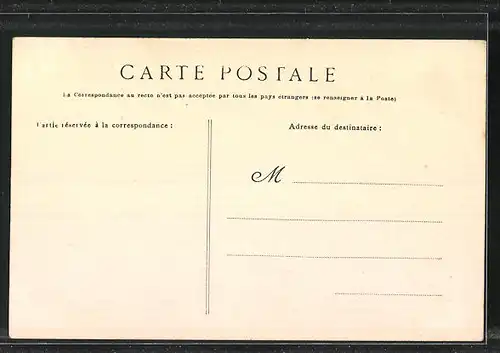 CARTE POSTALE
La Correspondance au recto n'est pas acceptée par tous les pays étrangers (se renseigner à la Poste)
Partie réservée à la correspondance :
Adresse du destinataire :
M